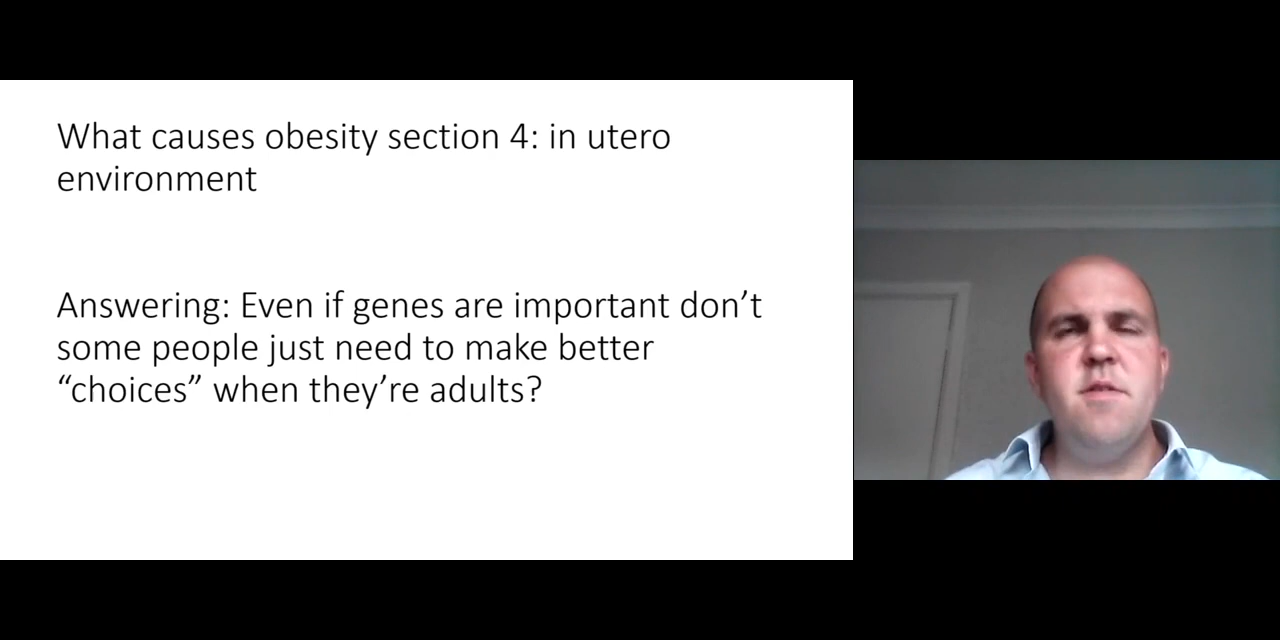 What causes obesity section 4: in utero
environment
Answering: Even if genes are important don’t
some people just need to make better
“choices” when they’re adults?